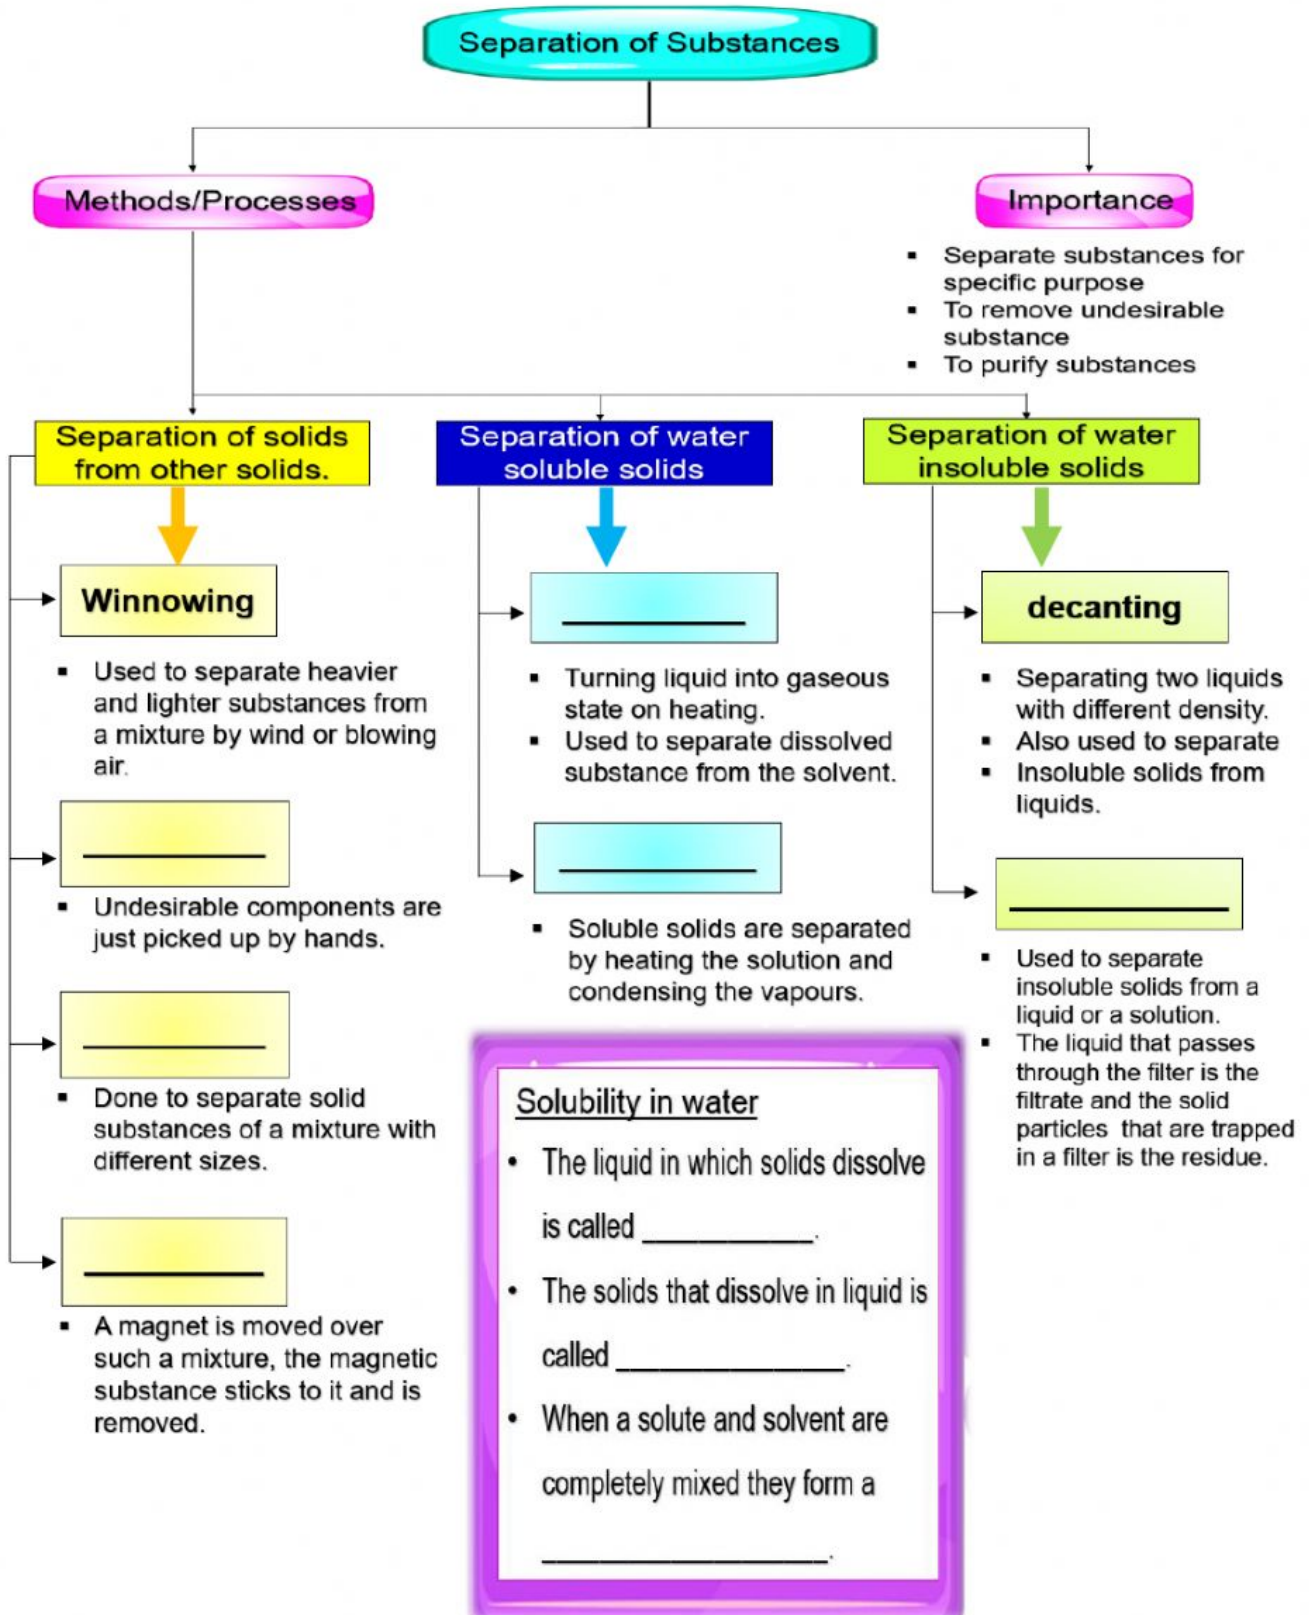 Separation of Substances
Methods/Processes
Importance
▪ Separate substances for
specific purpose
▪ To remove undesirable
substance
▪ To purify substances
Separation of solids
from other solids.
Winnowing
▪ Used to separate heavier
and lighter substances from
a mixture by wind or blowing
air.
____________
▪ Undesirable components are
just picked up by hands.
____________
▪ Done to separate solid
substances of a mixture with
different sizes.
____________
▪ A magnet is moved over
such a mixture, the magnetic
substance sticks to it and is
removed.
Separation of water
soluble solids
____________
▪ Turning liquid into gaseous
state on heating.
▪ Used to separate dissolved
substance from the solvent.
____________
▪ Soluble solids are separated
by heating the solution and
condensing the vapours.
Separation of water
insoluble solids
decanting
▪ Separating two liquids
with different density.
▪ Also used to separate
▪ Insoluble solids from
liquids.
____________
▪ Used to separate
insoluble solids from a
liquid or a solution.
▪ The liquid that passes
through the filter is the
filtrate and the solid
particles that are trapped
in a filter is the residue.
Solubility in water
• The liquid in which solids dissolve
is called ____________.
• The solids that dissolve in liquid is
called ________________.
• When a solute and solvent are
completely mixed they form a
____________________.